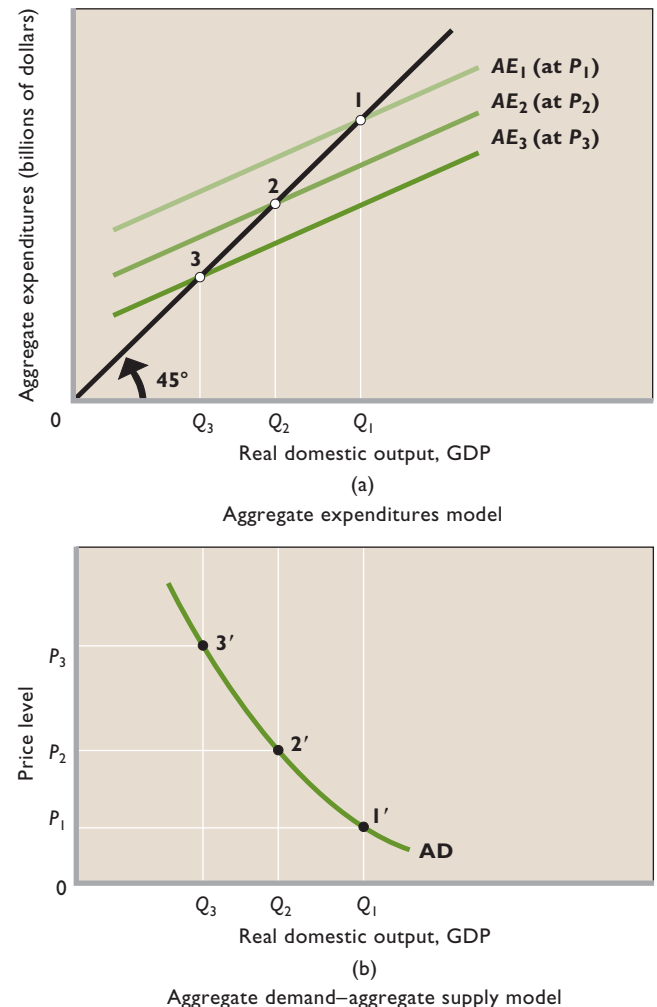 Aggregate expenditures (billions of dollars)
AE1 (at P1)
AE2 (at P2)
AE3 (at P3)
1
2
3
45°
0
Q3 Q2 Q1
Real domestic output, GDP
(a)
Aggregate expenditures model
Price level
P3
P2
P1
3′
2′
1′
AD
0
Q3 Q2 Q1
Real domestic output, GDP
(b)
Aggregate demand–aggregate supply model